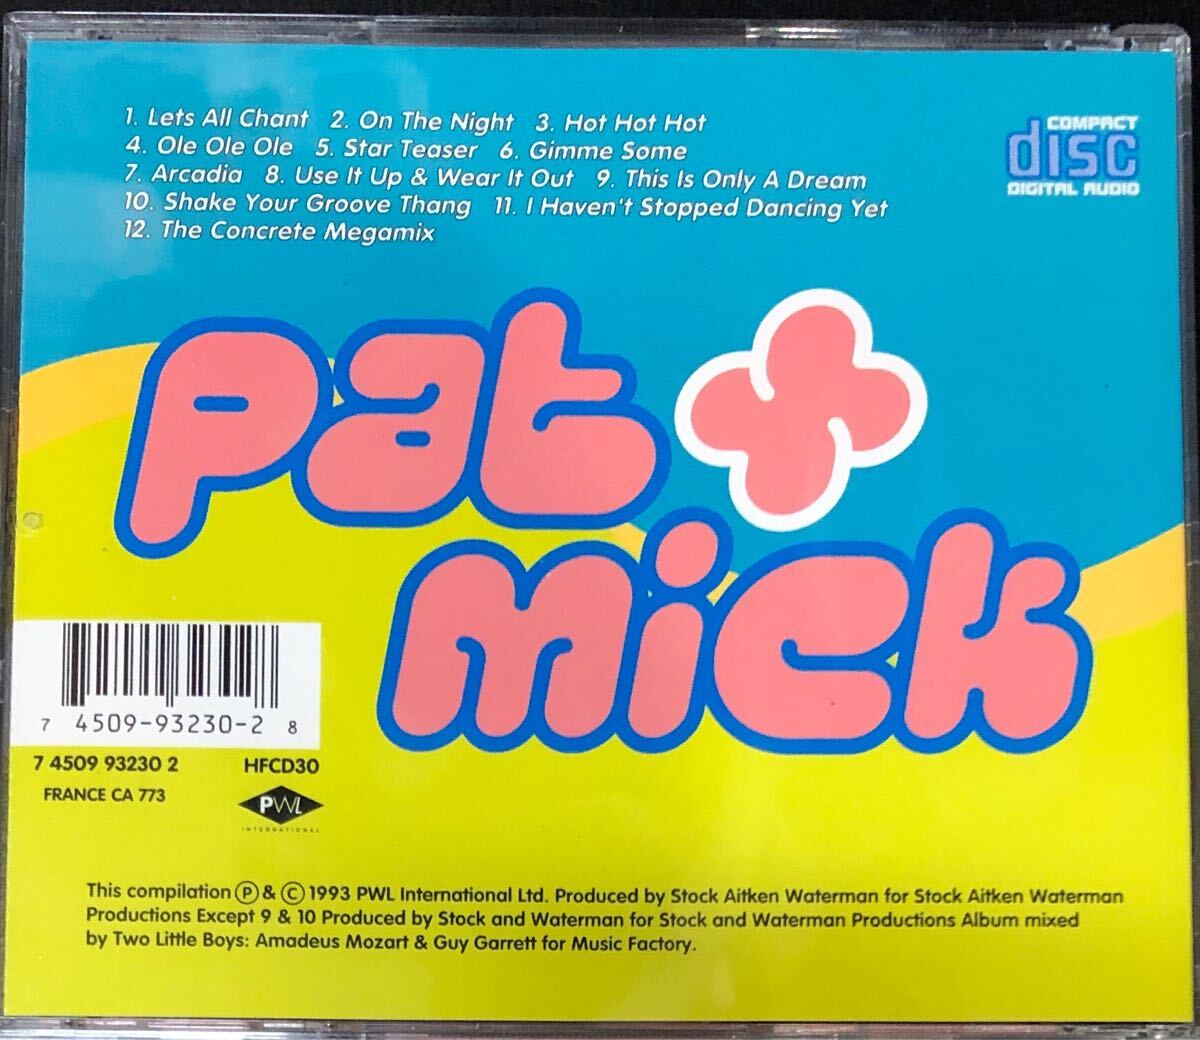 1. Lets All Chant 2. On The Night 3. Hot Hot Hot
4. Ole Ole Ole 5. Star Teaser 6. Gimme Some
7. Arcadia 8. Use It Up & Wear It Out 9. This Is Only A Dream
10. Shake Your Groove Thang 11. I Haven't Stopped Dancing Yet
12. The Concrete Megamix
COMPACT
disc
DIGITAL AUDIO
Pat +
Mick
7 4509-93230-2 8
7 4509 93230 2 HFCD30
FRANCE CA 773
PWL
INTERNATIONAL
This compilation Ⓟ & © 1993 PWL International Ltd. Produced by Stock Aitken Waterman for Stock Aitken Waterman
Productions Except 9 & 10 Produced by Stock and Waterman for Stock and Waterman Productions Album mixed
by Two Little Boys: Amadeus Mozart & Guy Garrett for Music Factory.